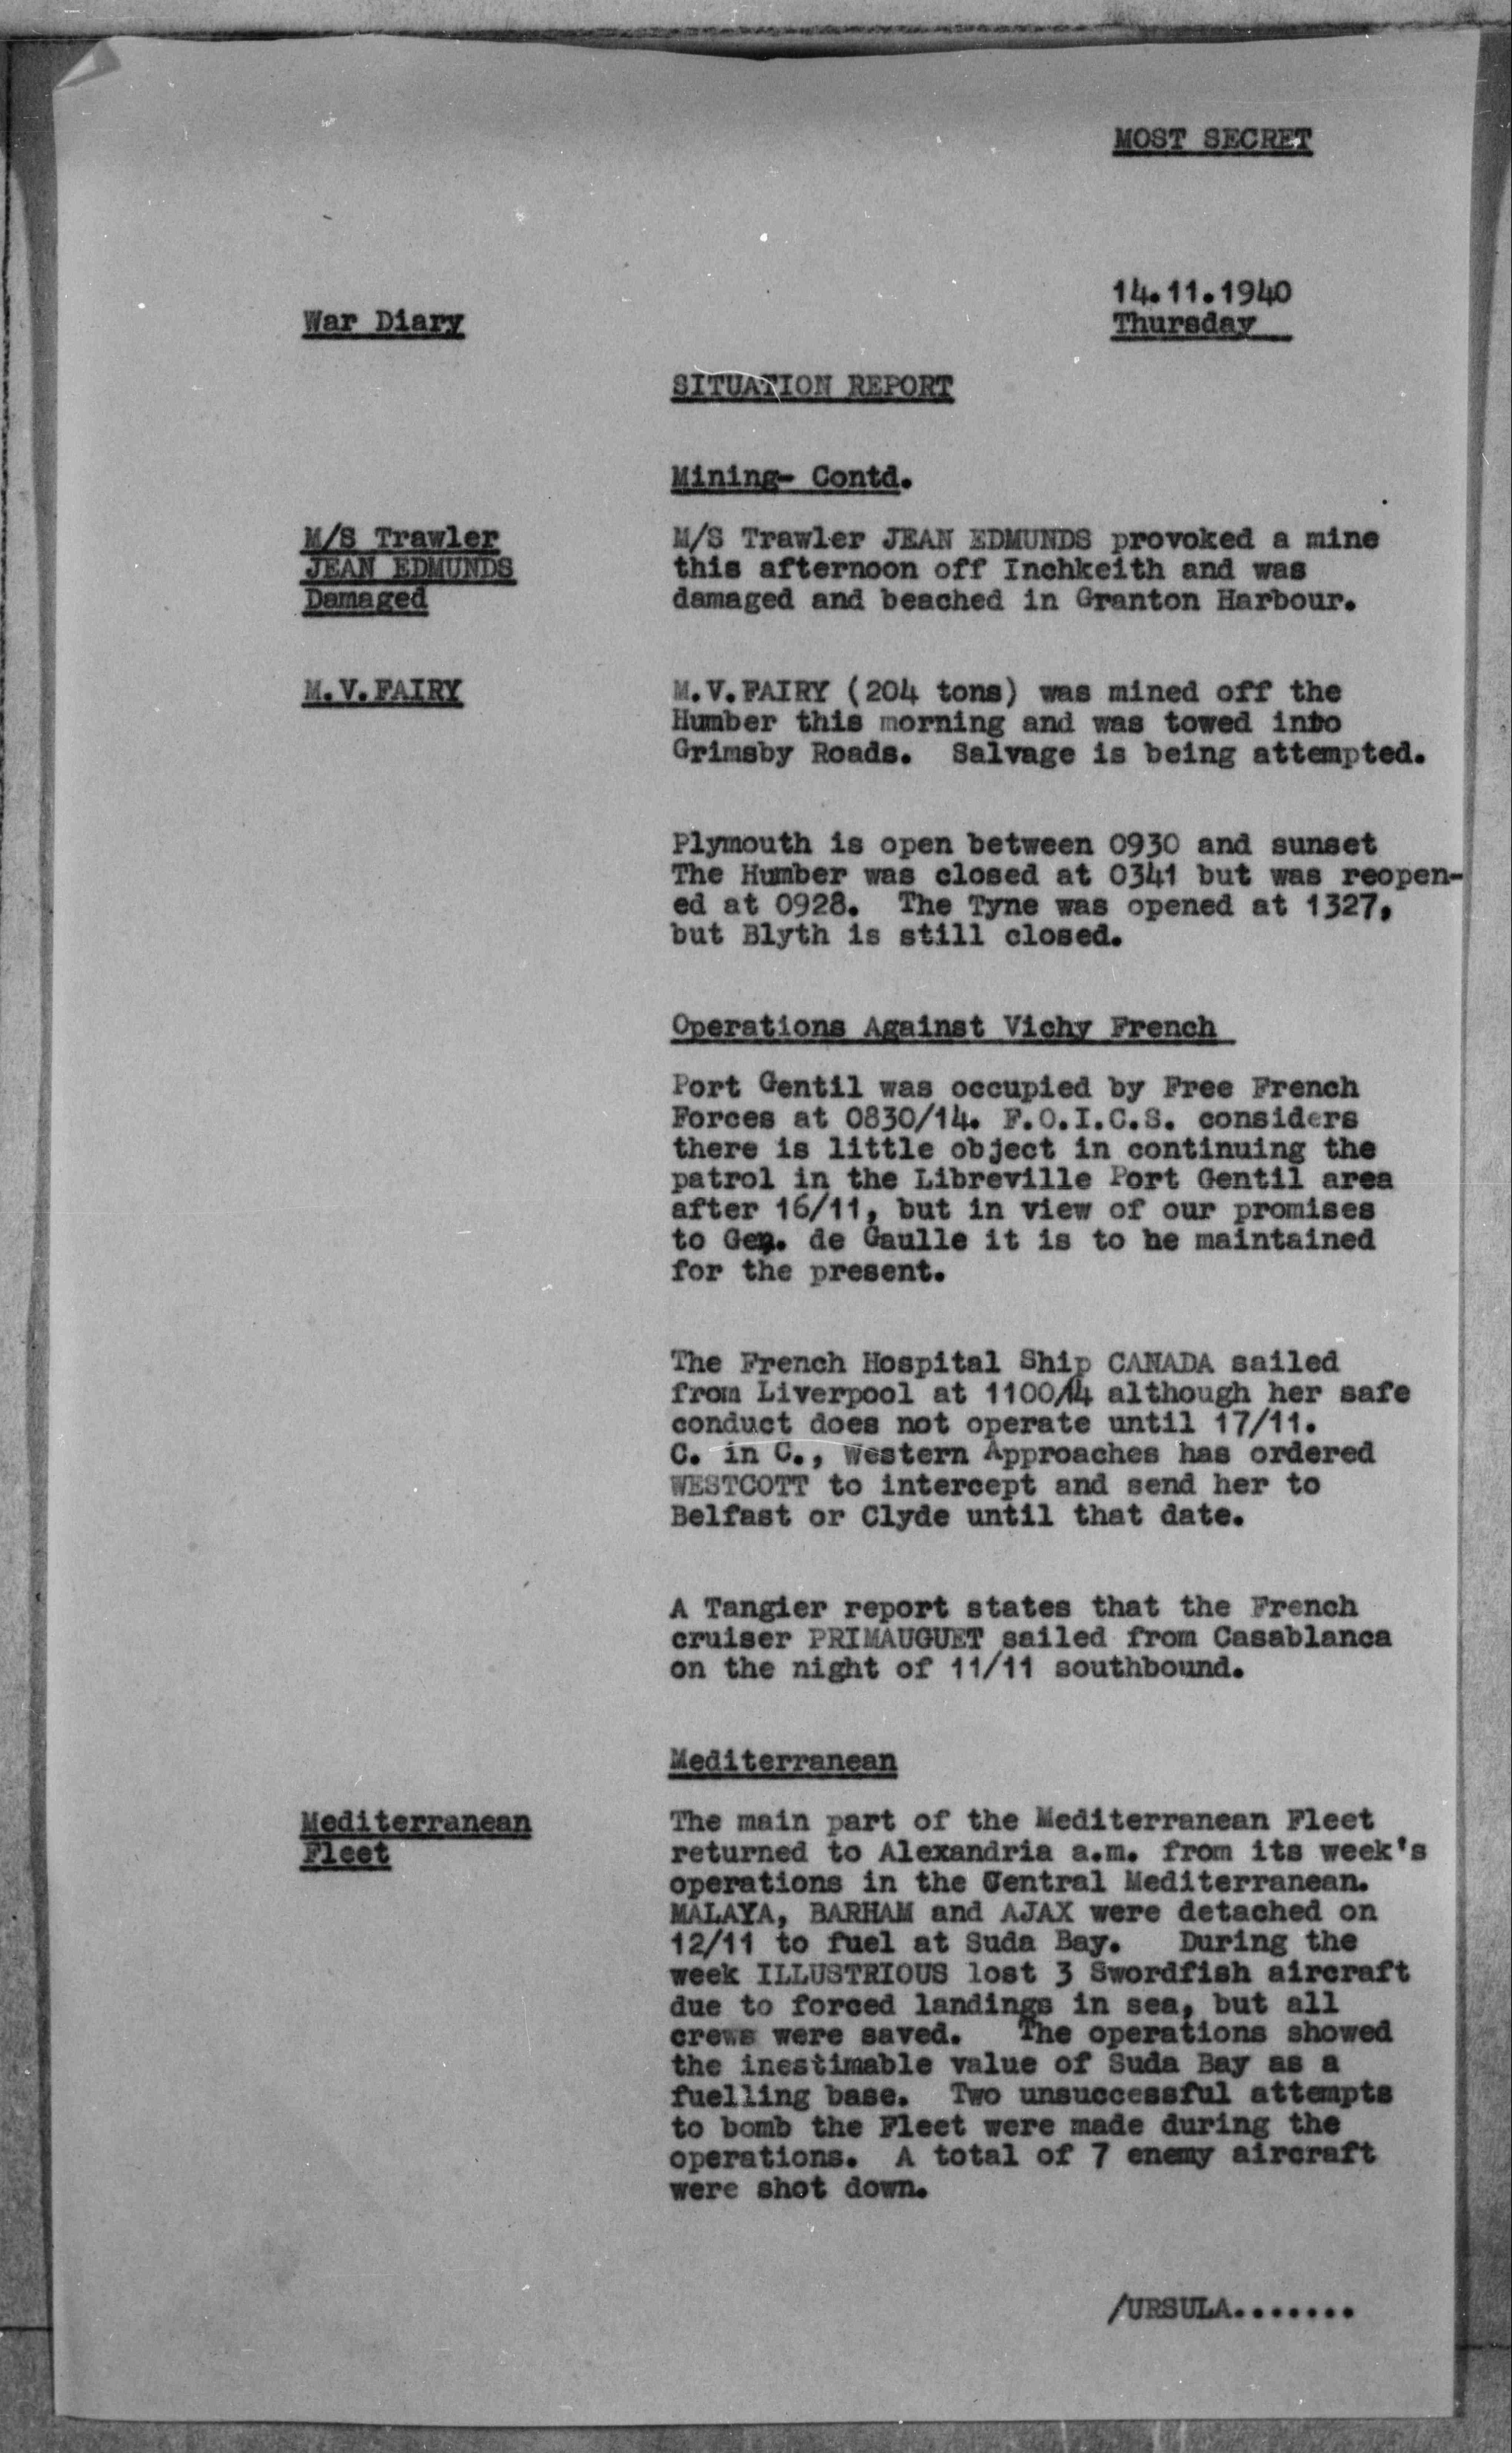 MOST SECRET
14.11.1940
War Diary
Thursday
SITUATION REPORT
Mining- Contd.
M/S Trawler
JEAN EDMUNDS
Damaged
M/S Trawler JEAN EDMUNDS provoked a mine
this afternoon off Inchkeith and was
damaged and beached in Granton Harbour.
M.V.FAIRY
M.V.FAIRY (204 tons) was mined off the
Humber this morning and was towed into
Grimsby Roads. Salvage is being attempted.
Plymouth is open between 0930 and sunset
The Humber was closed at 0341 but was reopen-
ed at 0928. The Tyne was opened at 1327,
but Blyth is still closed.
Operations Against Vichy French
Port Gentil was occupied by Free French
Forces at 0830/14. F.O.I.C.S. considers
there is little object in continuing the
patrol in the Libreville Port Gentil area
after 16/11, but in view of our promises
to Gen. de Gaulle it is to he maintained
for the present.
The French Hospital Ship CANADA sailed
from Liverpool at 1100/14 although her safe
conduct does not operate until 17/11.
C. in C., Western Approaches has ordered
WESTCOTT to intercept and send her to
Belfast or Clyde until that date.
A Tangier report states that the French
cruiser PRIMAUGUET sailed from Casablanca
on the night of 11/11 southbound.
Mediterranean
Mediterranean
Fleet
The main part of the Mediterranean Fleet
returned to Alexandria a.m. from its week's
operations in the Central Mediterranean.
MALAYA, BARHAM and AJAX were detached on
12/11 to fuel at Suda Bay. During the
week ILLUSTRIOUS lost 3 Swordfish aircraft
due to forced landings in sea, but all
crews were saved. The operations showed
the inestimable value of Suda Bay as a
fuelling base. Two unsuccessful attempts
to bomb the Fleet were made during the
operations. A total of 7 enemy aircraft
were shot down.
/URSULA........